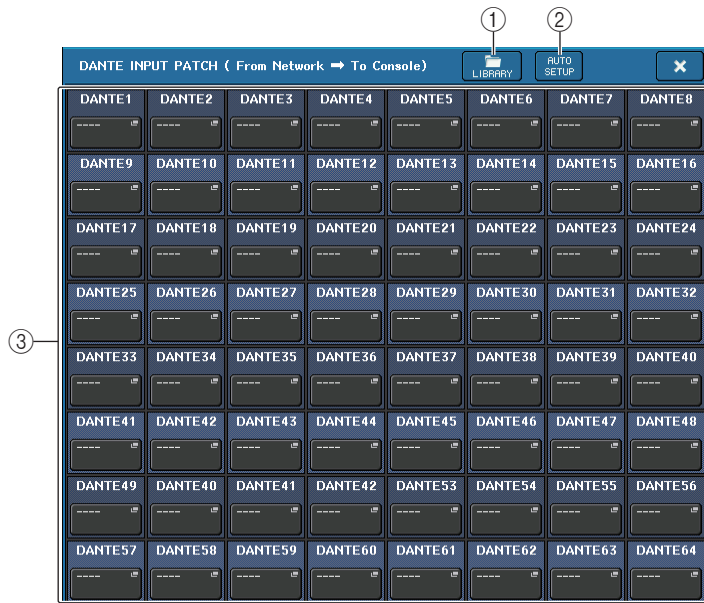 ① ②
DANTE INPUT PATCH ( From Network ➡ To Console) LIBRARY AUTO SETUP ×
DANTE1 DANTE2 DANTE3 DANTE4 DANTE5 DANTE6 DANTE7 DANTE8
---- ---- ---- ---- ---- ---- ---- ----
DANTE9 DANTE10 DANTE11 DANTE12 DANTE13 DANTE14 DANTE15 DANTE16
---- ---- ---- ---- ---- ---- ---- ----
DANTE17 DANTE18 DANTE19 DANTE20 DANTE21 DANTE22 DANTE23 DANTE24
---- ---- ---- ---- ---- ---- ---- ----
DANTE25 DANTE26 DANTE27 DANTE28 DANTE29 DANTE30 DANTE31 DANTE32
---- ---- ---- ---- ---- ---- ---- ----
③
DANTE33 DANTE34 DANTE35 DANTE36 DANTE37 DANTE38 DANTE39 DANTE40
---- ---- ---- ---- ---- ---- ---- ----
DANTE41 DANTE42 DANTE43 DANTE44 DANTE45 DANTE46 DANTE47 DANTE48
---- ---- ---- ---- ---- ---- ---- ----
DANTE49 DANTE40 DANTE41 DANTE42 DANTE53 DANTE54 DANTE55 DANTE56
---- ---- ---- ---- ---- ---- ---- ----
DANTE57 DANTE58 DANTE59 DANTE60 DANTE61 DANTE62 DANTE63 DANTE64
---- ---- ---- ---- ---- ---- ---- ----